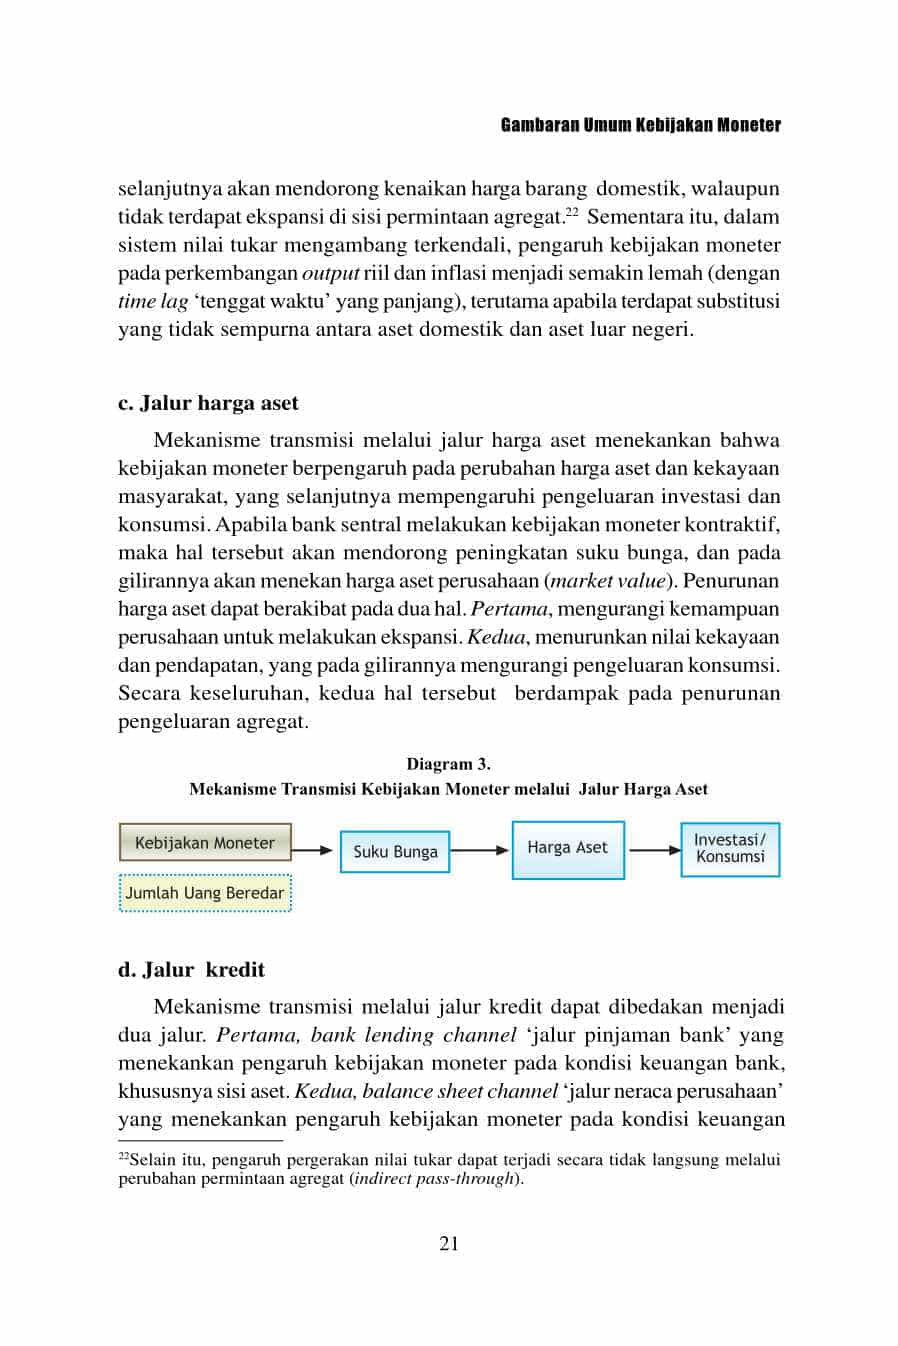 Gambaran Umum Kebijakan Moneter
selanjutnya akan mendorong kenaikan harga barang domestik, walaupun
tidak terdapat ekspansi di sisi permintaan agregat.22 Sementara itu, dalam
sistem nilai tukar mengambang terkendali, pengaruh kebijakan moneter
pada perkembangan output riil dan inflasi menjadi semakin lemah (dengan
time lag ‘tenggat waktu’ yang panjang), terutama apabila terdapat substitusi
yang tidak sempurna antara aset domestik dan aset luar negeri.
c. Jalur harga aset
Mekanisme transmisi melalui jalur harga aset menekankan bahwa
kebijakan moneter berpengaruh pada perubahan harga aset dan kekayaan
masyarakat, yang selanjutnya mempengaruhi pengeluaran investasi dan
konsumsi. Apabila bank sentral melakukan kebijakan moneter kontraktif,
maka hal tersebut akan mendorong peningkatan suku bunga, dan pada
gilirannya akan menekan harga aset perusahaan (market value). Penurunan
harga aset dapat berakibat pada dua hal. Pertama, mengurangi kemampuan
perusahaan untuk melakukan ekspansi. Kedua, menurunkan nilai kekayaan
dan pendapatan, yang pada gilirannya mengurangi pengeluaran konsumsi.
Secara keseluruhan, kedua hal tersebut berdampak pada penurunan
pengeluaran agregat.
Diagram 3.
Mekanisme Transmisi Kebijakan Moneter melalui Jalur Harga Aset
Kebijakan Moneter
Suku Bunga
Harga Aset
Investasi/
Konsumsi
Jumlah Uang Beredar
d. Jalur kredit
Mekanisme transmisi melalui jalur kredit dapat dibedakan menjadi
dua jalur. Pertama, bank lending channel ‘jalur pinjaman bank’ yang
menekankan pengaruh kebijakan moneter pada kondisi keuangan bank,
khususnya sisi aset. Kedua, balance sheet channel ‘jalur neraca perusahaan’
yang menekankan pengaruh kebijakan moneter pada kondisi keuangan
22Selain itu, pengaruh pergerakan nilai tukar dapat terjadi secara tidak langsung melalui
perubahan permintaan agregat (indirect pass-through).
21